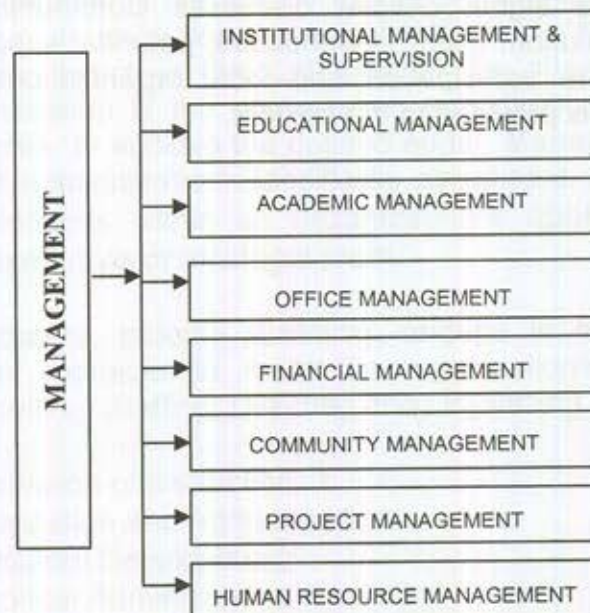 MANAGEMENT
INSTITUTIONAL MANAGEMENT &
SUPERVISION
EDUCATIONAL MANAGEMENT
ACADEMIC MANAGEMENT
OFFICE MANAGEMENT
FINANCIAL MANAGEMENT
COMMUNITY MANAGEMENT
PROJECT MANAGEMENT
HUMAN RESOURCE MANAGEMENT